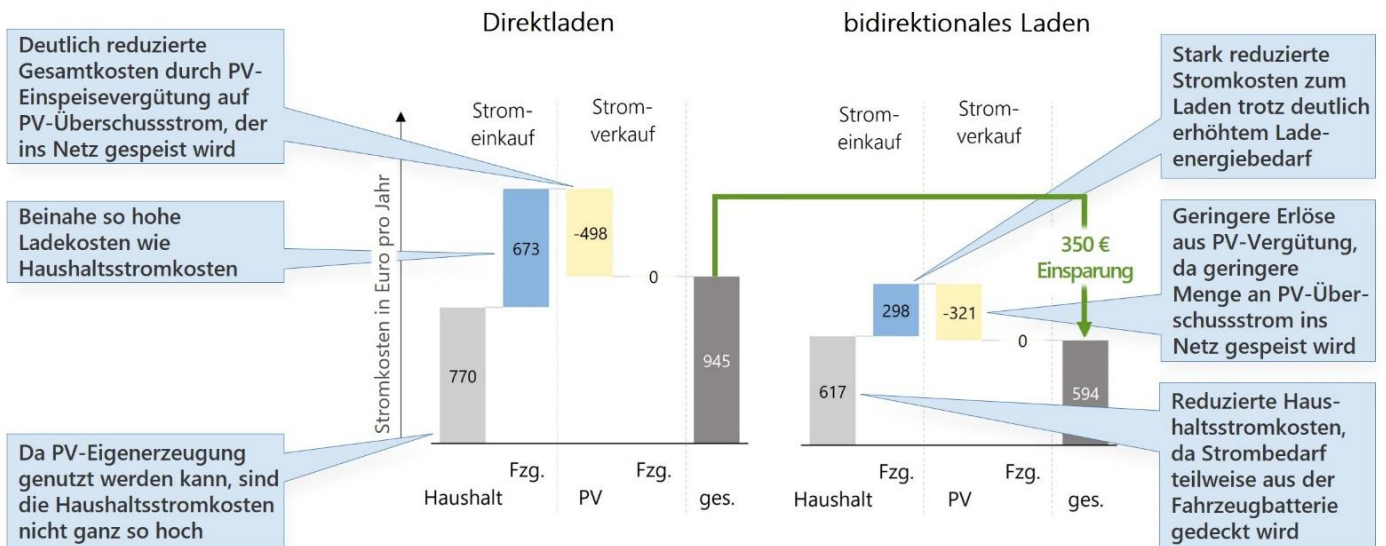 Direktladen
bidirektionales Laden
Deutlich reduzierte
Gesamtkosten durch PV-
Einspeisevergütung auf
PV-Überschussstrom, der
ins Netz gespeist wird
Beinahe so hohe
Ladekosten wie
Haushaltsstromkosten
Da PV-Eigenerzeugung
genutzt werden kann, sind
die Haushaltsstromkosten
nicht ganz so hoch
Stromkosten in Euro pro Jahr
Strom-
einkauf
Strom-
verkauf
770
673
-498
0
945
Haushalt
Fzg.
PV
Fzg.
ges.
Strom-
einkauf
Strom-
verkauf
617
298
-321
0
594
350 €
Einsparung
Haushalt
Fzg.
PV
Fzg.
ges.
Stark reduzierte
Stromkosten zum
Laden trotz deutlich
erhöhtem Lade-
energiebedarf
Geringere Erlöse
aus PV-Vergütung,
da geringere
Menge an PV-Über-
schussstrom ins
Netz gespeist wird
Reduzierte Haus-
haltsstromkosten,
da Strombedarf
teilweise aus der
Fahrzeugbatterie
gedeckt wird